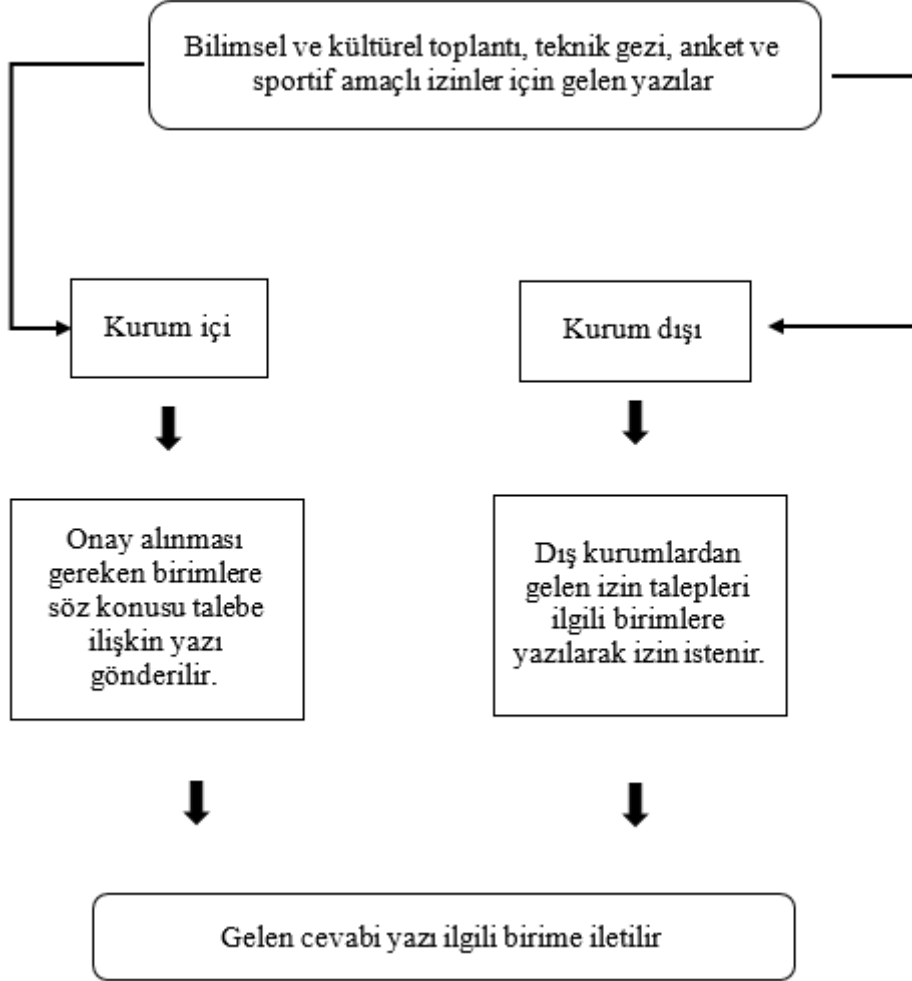 Bilimsel ve kültürel toplantı, teknik gezi, anket ve
sportif amaçlı izinler için gelen yazılar
Kurum içi
Kurum dışı
Onay alınması
gereken birimlere
söz konusu talebe
ilişkin yazı
gönderilir.
Dış kurumlardan
gelen izin talepleri
ilgili birimlere
yazılarak izin istenir.
Gelen cevabi yazı ilgili birime iletilir